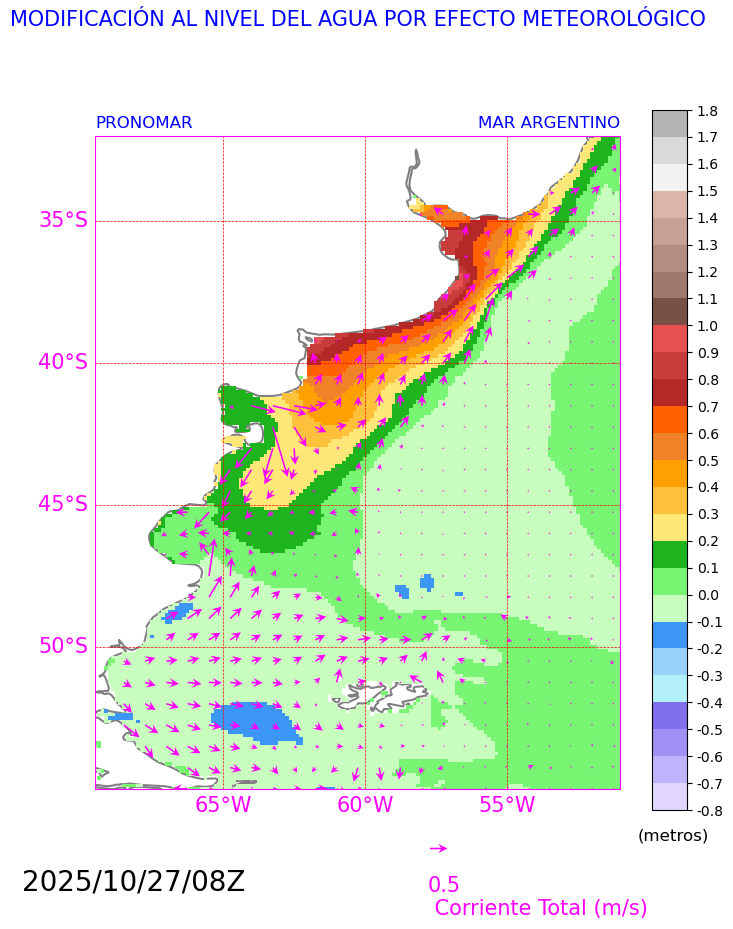 MODIFICACIÓN AL NIVEL DEL AGUA POR EFECTO METEOROLÓGICO
PRONOMAR
MAR ARGENTINO
35°S
40°S
45°S
50°S
65°W
60°W
55°W
1.8
1.7
1.6
1.5
1.4
1.3
1.2
1.1
1.0
0.9
0.8
0.7
0.6
0.5
0.4
0.3
0.2
0.1
0.0
-0.1
-0.2
-0.3
-0.4
-0.5
-0.6
-0.7
-0.8
(metros)
2025/10/27/08Z
0.5
Corriente Total (m/s)